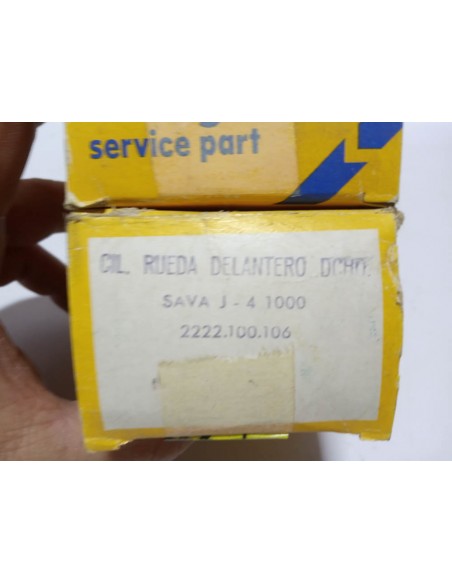 service part
CIL. RUEDA DELANTERO DCHO.
SAVA J - 4 1000
2222.100.106